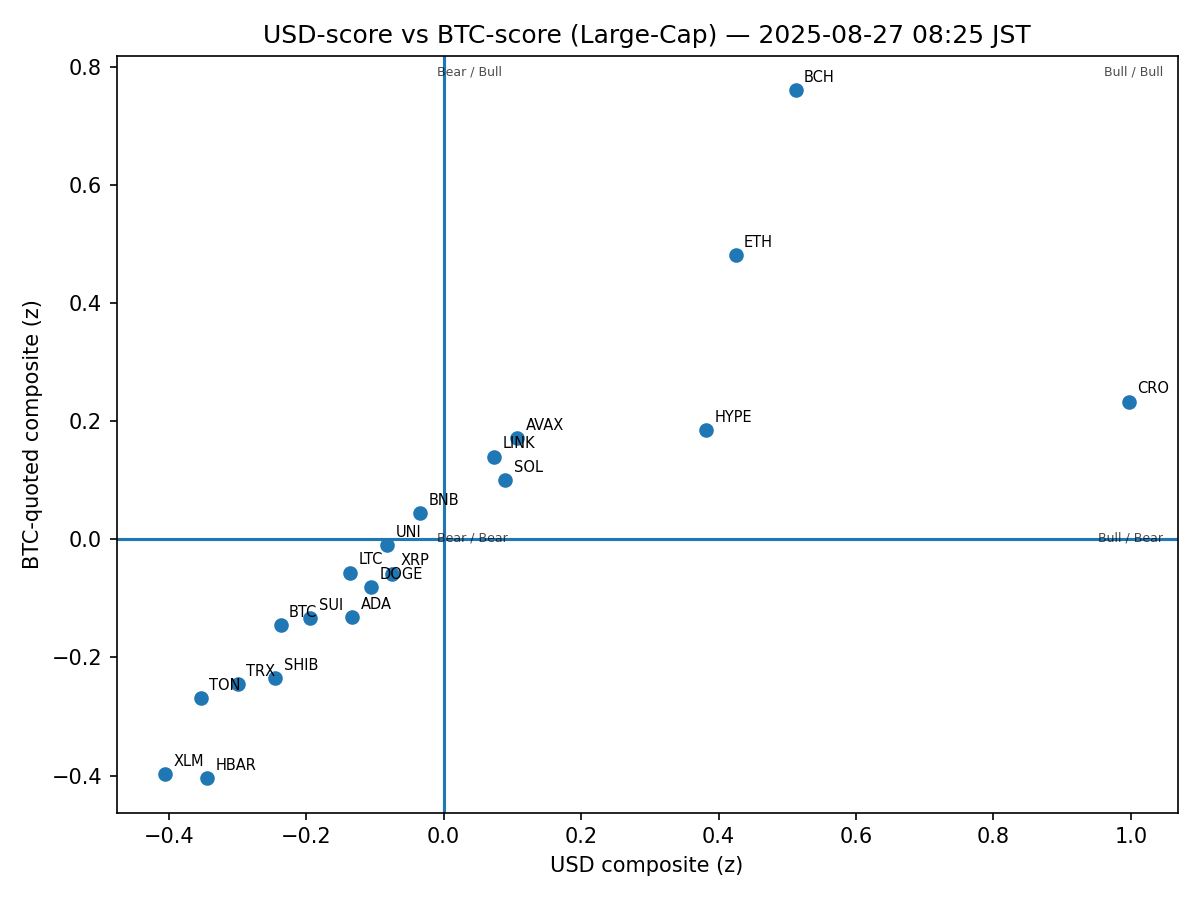 USD-score vs BTC-score (Large-Cap) — 2025-08-27 08:25 JST
Bear / Bull
Bull / Bull
BCH
ETH
CRO
HYPE
AVAX
LINK
SOL
BNB
UNI
Bear / Bear
Bull / Bear
LTC
XRP
DOGE
BTC
SUI
ADA
TRX
SHIB
TON
XLM
HBAR
0.8
0.6
0.4
0.2
0.0
−0.2
−0.4
BTC-quoted composite (z)
−0.4
−0.2
0.0
0.2
0.4
0.6
0.8
1.0
USD composite (z)